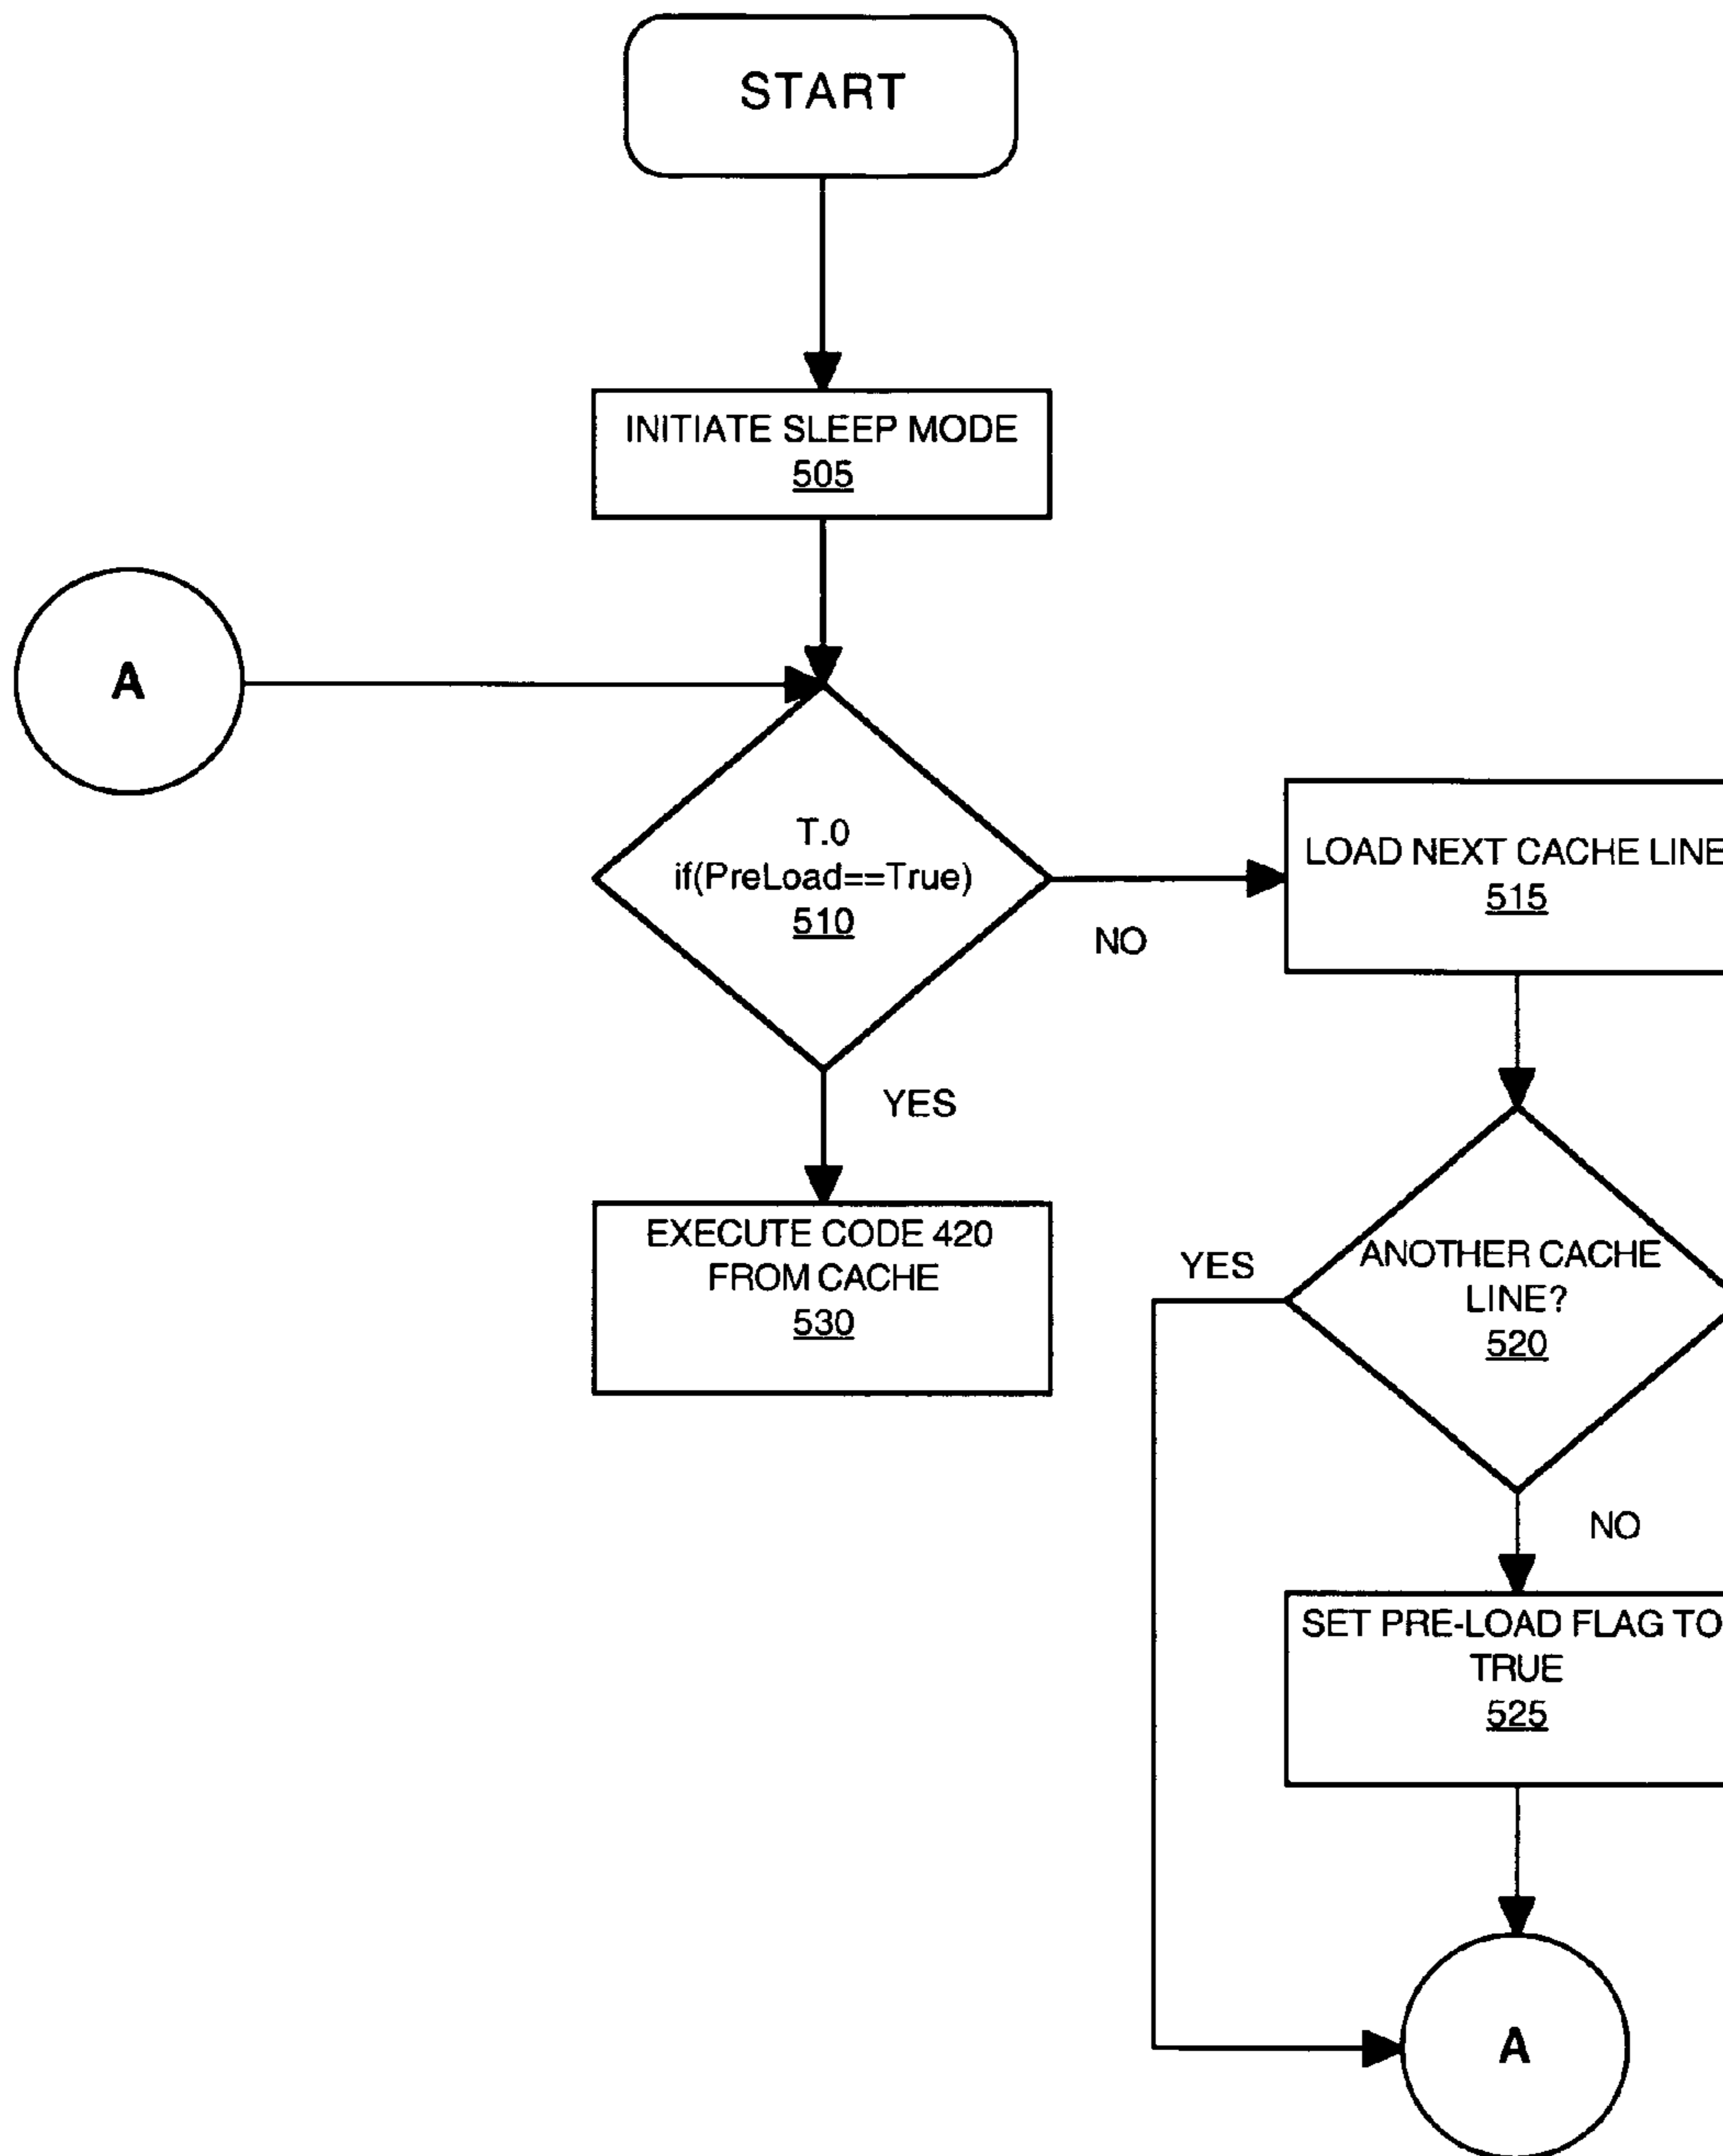 START
INITIATE SLEEP MODE
505
A
T.0
if(PreLoad==True)
510
NO
YES
LOAD NEXT CACHE LINE
515
EXECUTE CODE 420
FROM CACHE
530
YES
ANOTHER CACHE
LINE?
520
NO
SET PRE-LOAD FLAG TO
TRUE
525
A